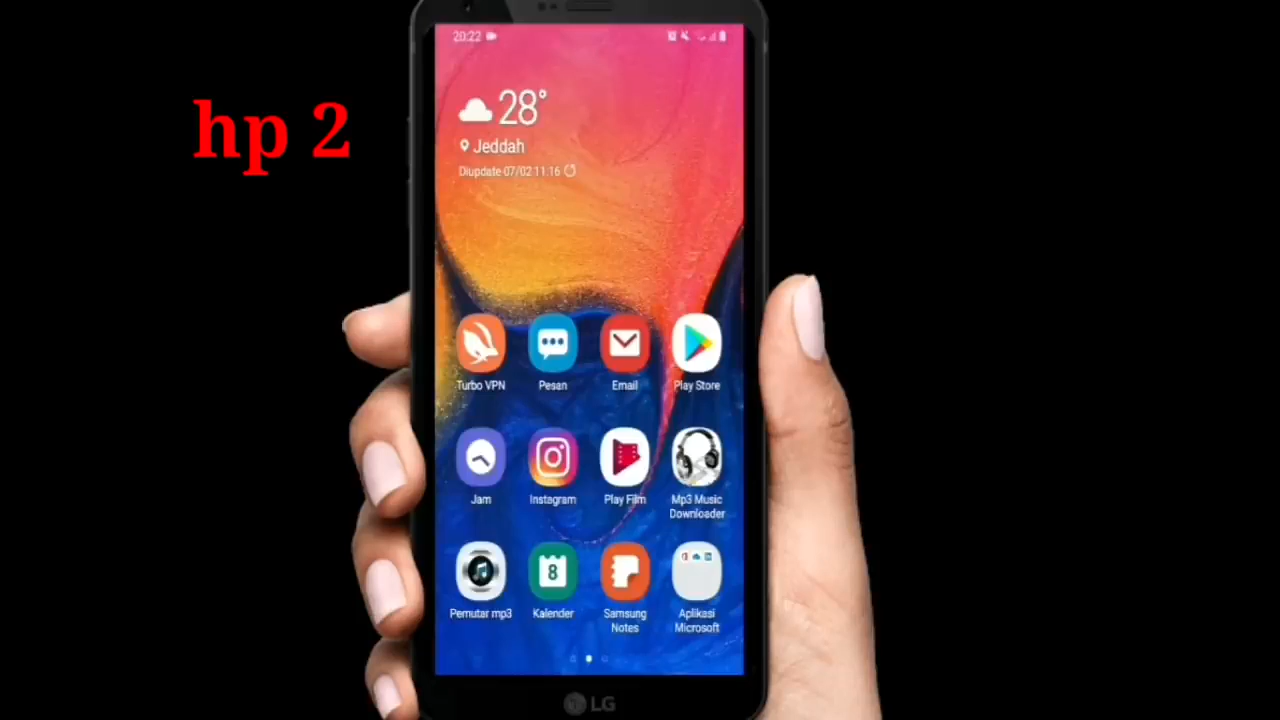 hp 2
20:22
28°
Jeddah
Diupdate 07/02 11:16
Turbo VPN
Pesan
Email
Play Store
Jam
Instagram
Play Film
Mp3 Music
Downloader
8
Pemutar mp3
Kalender
Samsung
Notes
Aplikasi
Microsoft
LG